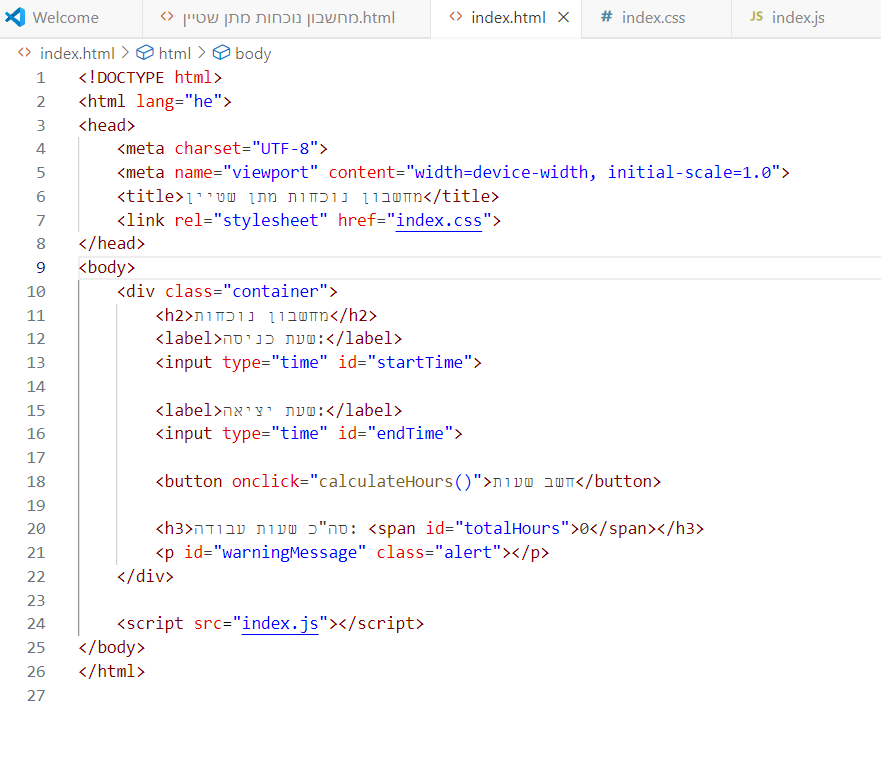 Welcome
מחשבון נוכחות מתן שטיין.html
index.html
# index.css
JS index.js
index.html > html > body
1 <!DOCTYPE html>
2 <html lang="he">
3 <head>
4 <meta charset="UTF-8">
5 <meta name="viewport" content="width=device-width, initial-scale=1.0">
6 <title>מחשבון נוכחות מתן שטיין</title>
7 <link rel="stylesheet" href="index.css">
8 </head>
9 <body>
10 <div class="container">
11 <h2>מחשבון נוכחות</h2>
12 <label>שעת כניסה:</label>
13 <input type="time" id="startTime">
14
15 <label>שעת יציאה:</label>
16 <input type="time" id="endTime">
17
18 <button onclick="calculateHours()">חשב שעות</button>
19
20 <h3>סה"כ שעות עבודה: <span id="totalHours">0</span></h3>
21 <p id="warningMessage" class="alert"></p>
22 </div>
23
24 <script src="index.js"></script>
25 </body>
26 </html>
27